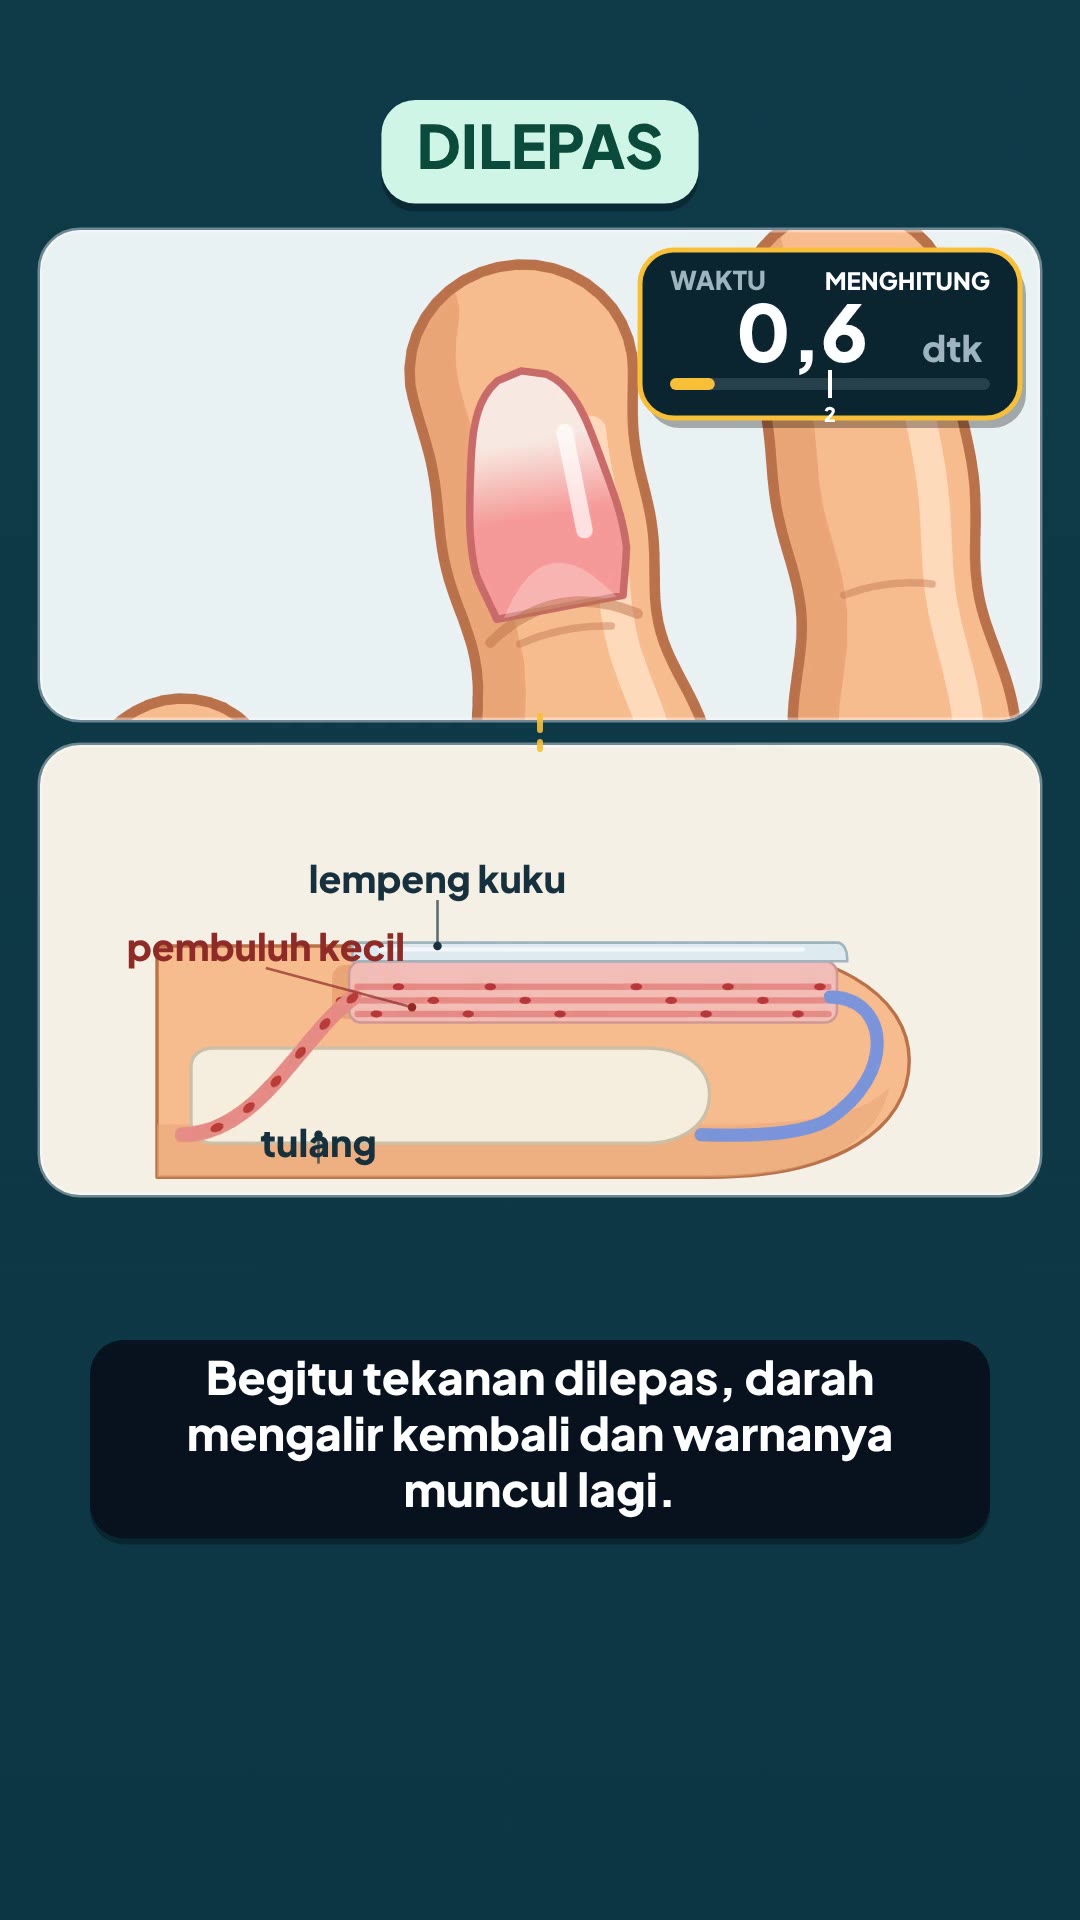 DILEPAS
WAKTU MENGHITUNG
0,6 dtk
2
lempeng kuku
pembuluh kecil
tulang
Begitu tekanan dilepas, darah
mengalir kembali dan warnanya
muncul lagi.